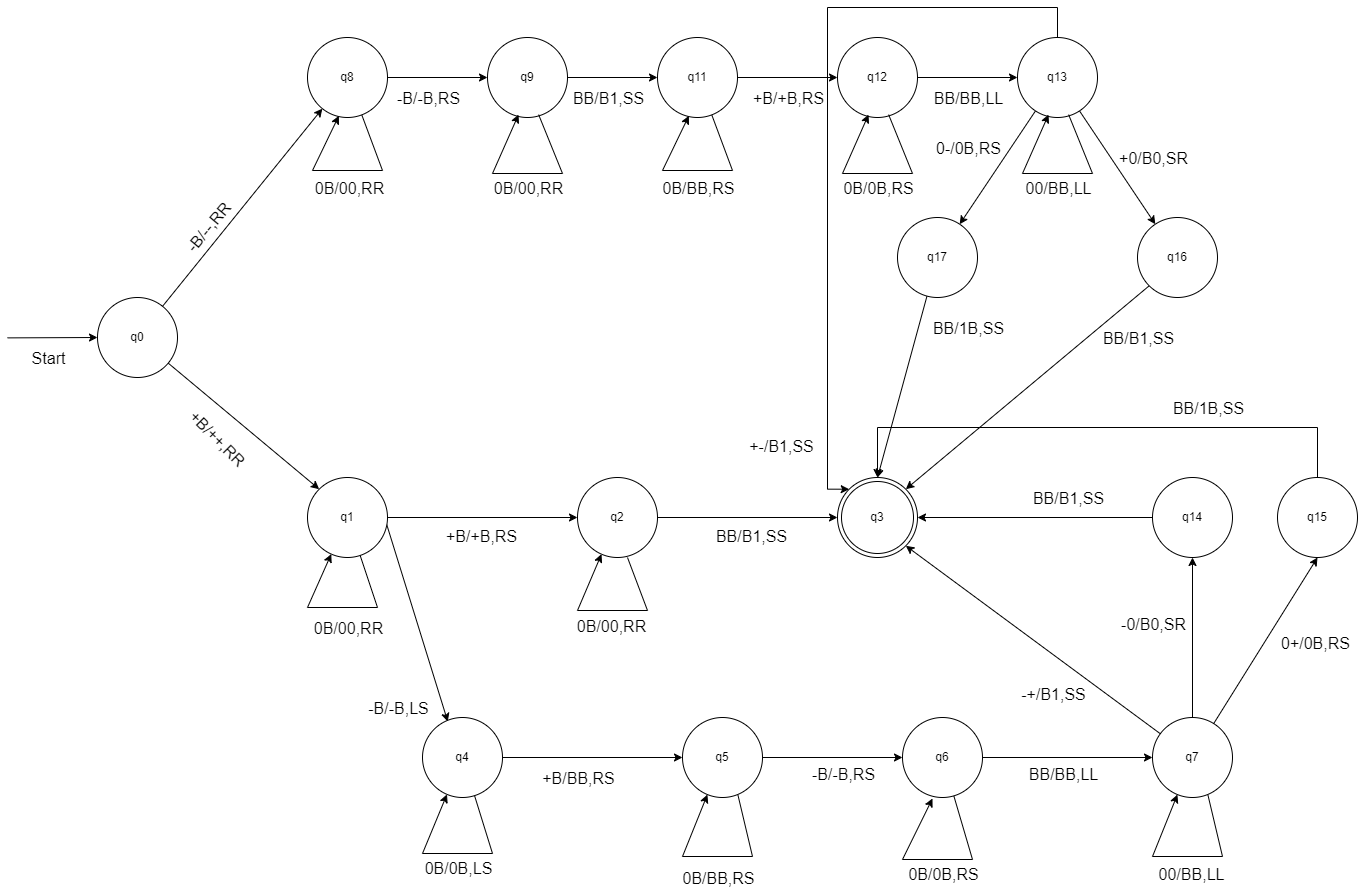 q8
q9
q11
q12
q13
-B/-B,RS
BB/B1,SS
+B/+B,RS
BB/BB,LL
0-/0B,RS
+0/B0,SR
0B/00,RR
0B/00,RR
0B/BB,RS
0B/0B,RS
00/BB,LL
-B/--,RR
q17
q16
q0
Start
BB/1B,SS
BB/B1,SS
+B/++,RR
BB/1B,SS
+-/B1,SS
q1
q2
q3
q14
q15
BB/B1,SS
+B/+B,RS
BB/B1,SS
0B/00,RR
0B/00,RR
-0/B0,SR
0+/0B,RS
-+/B1,SS
-B/-B,LS
q4
q5
q6
q7
+B/BB,RS
-B/-B,RS
BB/BB,LL
0B/0B,LS
0B/BB,RS
0B/0B,RS
00/BB,LL